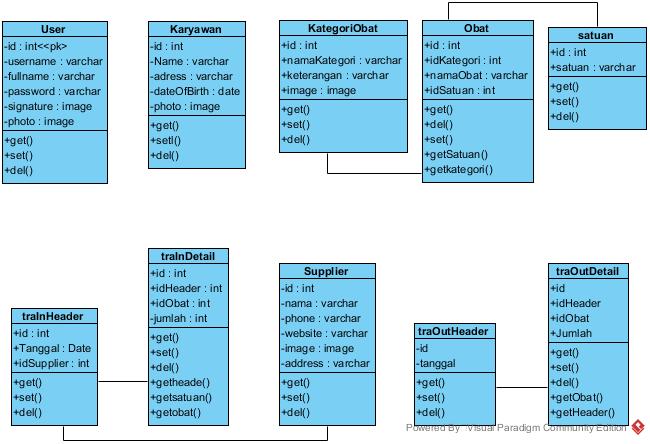 User
-id : int<<pk>
-username : varchar
-fullname : varchar
-password : varchar
-signature : image
-photo : image
+get()
+set()
+del()
Karyawan
-id : int
-Name : varchar
-adress : varchar
-dateOfBirth : date
-photo : image
+get()
+setl()
+del()
KategoriObat
+id : int
+namaKategori : varchar
+keterangan : varchar
+image : image
+get()
+set()
+del()
Obat
+id : int
+idKategori : int
+namaObat : varchar
+idSatuan : int
+get()
+del()
+set()
+getSatuan()
+getkategori()
satuan
+id : int
+satuan : varchar
+get()
+set()
+del()
traInHeader
+id : int
+Tanggal : Date
+idSupplier : int
+get()
+set()
+del()
traInDetail
+id : int
+idHeader : int
+idObat : int
-jumlah : int
+get()
+set()
+del()
+getheade()
+getsatuan()
+getobat()
Supplier
-id : int
-nama : varchar
-phone : varchar
-website : varchar
-image : image
-address : varchar
+get()
+set()
+del()
traOutHeader
-id
-tanggal
+get()
+set()
+del()
traOutDetail
+id
+idHeader
+idObat
+Jumlah
+get()
+set()
+del()
+getObat()
+getHeader()
Powered By Visual Paradigm Community Edition